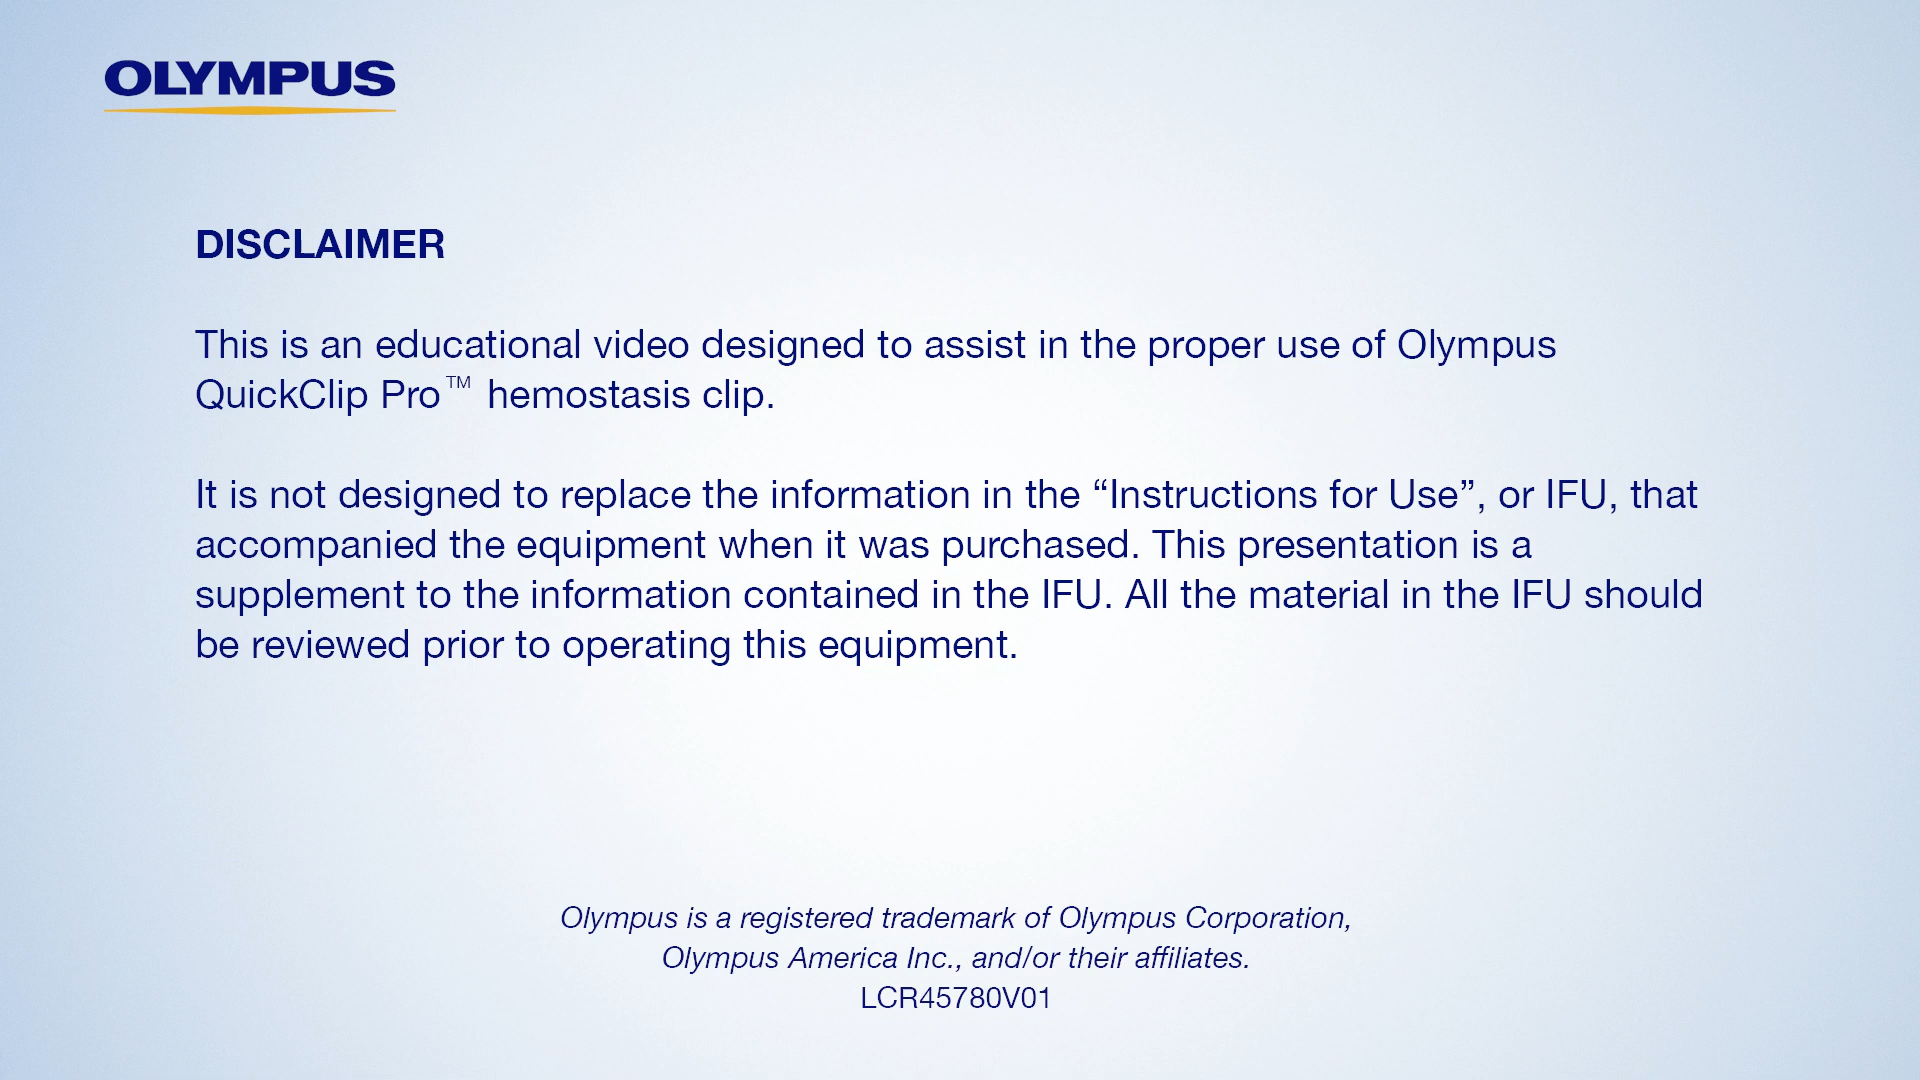 OLYMPUS
DISCLAIMER
This is an educational video designed to assist in the proper use of Olympus
QuickClip Pro™ hemostasis clip.
It is not designed to replace the information in the “Instructions for Use”, or IFU, that
accompanied the equipment when it was purchased. This presentation is a
supplement to the information contained in the IFU. All the material in the IFU should
be reviewed prior to operating this equipment.
Olympus is a registered trademark of Olympus Corporation,
Olympus America Inc., and/or their affiliates.
LCR45780V01